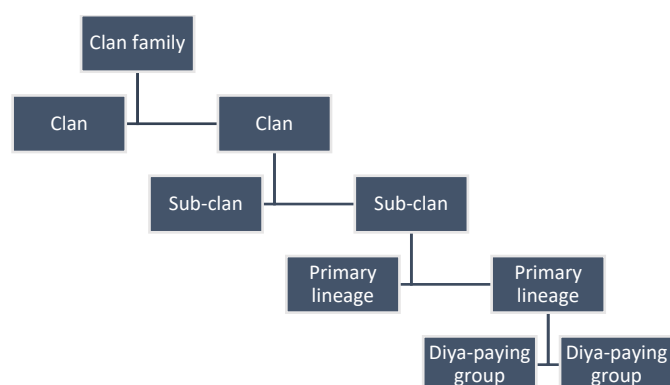 Clan family
Clan
Clan
Sub-clan
Sub-clan
Primary
lineage
Primary
lineage
Diya-paying
group
Diya-paying
group